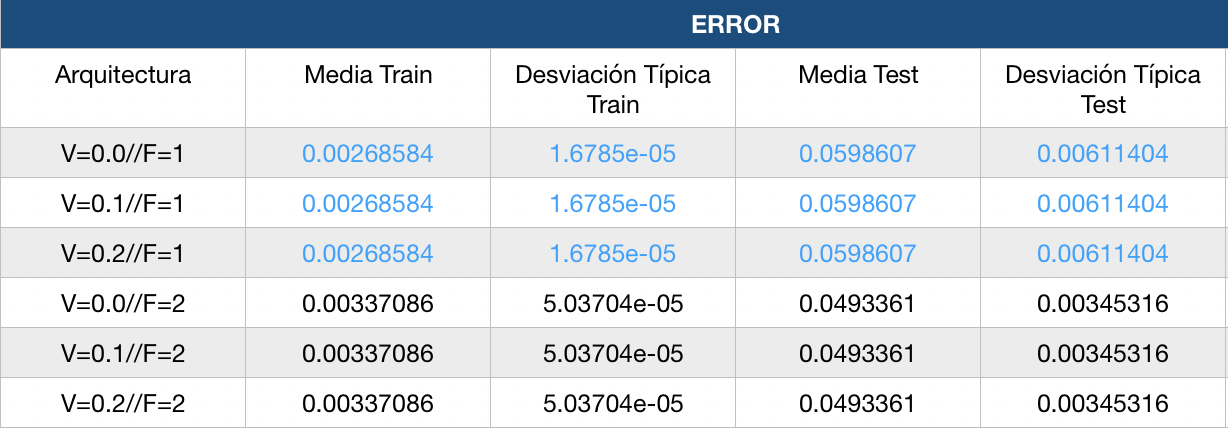 ERROR
Arquitectura Media Train Desviación Típica Train Media Test Desviación Típica Test
V=0.0//F=1 0.00268584 1.6785e-05 0.0598607 0.00611404
V=0.1//F=1 0.00268584 1.6785e-05 0.0598607 0.00611404
V=0.2//F=1 0.00268584 1.6785e-05 0.0598607 0.00611404
V=0.0//F=2 0.00337086 5.03704e-05 0.0493361 0.00345316
V=0.1//F=2 0.00337086 5.03704e-05 0.0493361 0.00345316
V=0.2//F=2 0.00337086 5.03704e-05 0.0493361 0.00345316